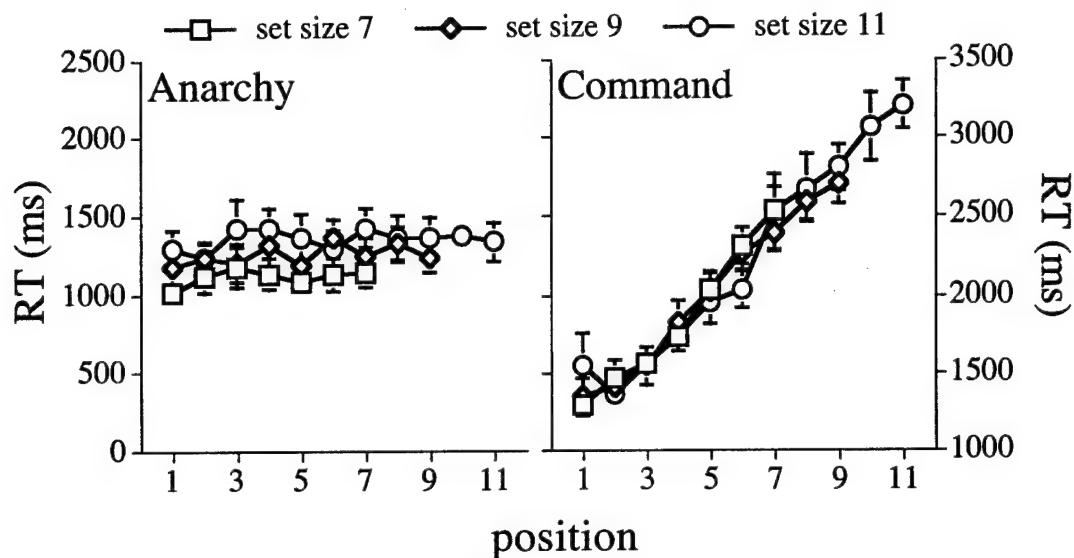 set size 7 set size 9 set size 11
Anarchy
Command
RT (ms)
2500
2000
1500
1000
500
0
1 3 5 7 9 11
3500
3000
2500
2000
1500
1000
1 3 5 7 9 11
RT (ms)
position